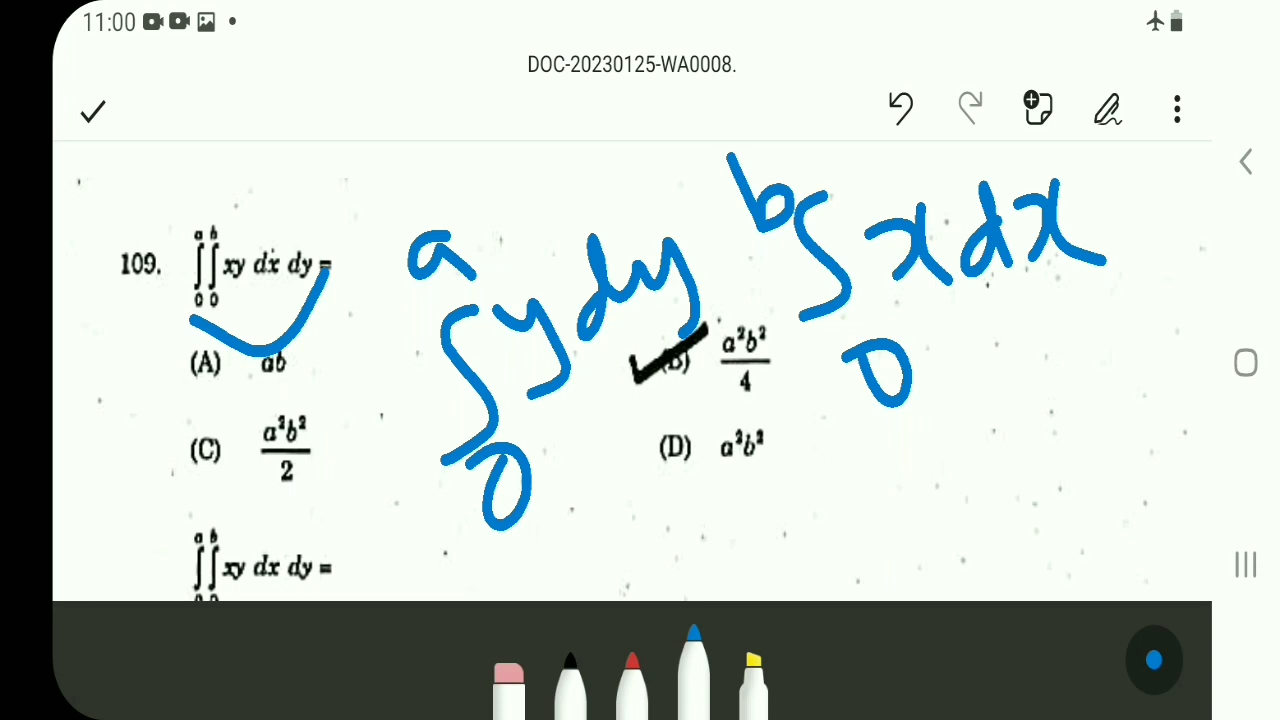 11:00
DOC-20230125-WA0008.
109. ∫₀ᵃ ∫₀ᵇ xy dx dy =
a ∫ 0 y dy b ∫ 0 x dx
(A) ab
(B) a²b²/4
(C) a²b²/2
(D) a²b²
∫₀ᵃ ∫₀ᵇ xy dx dy =